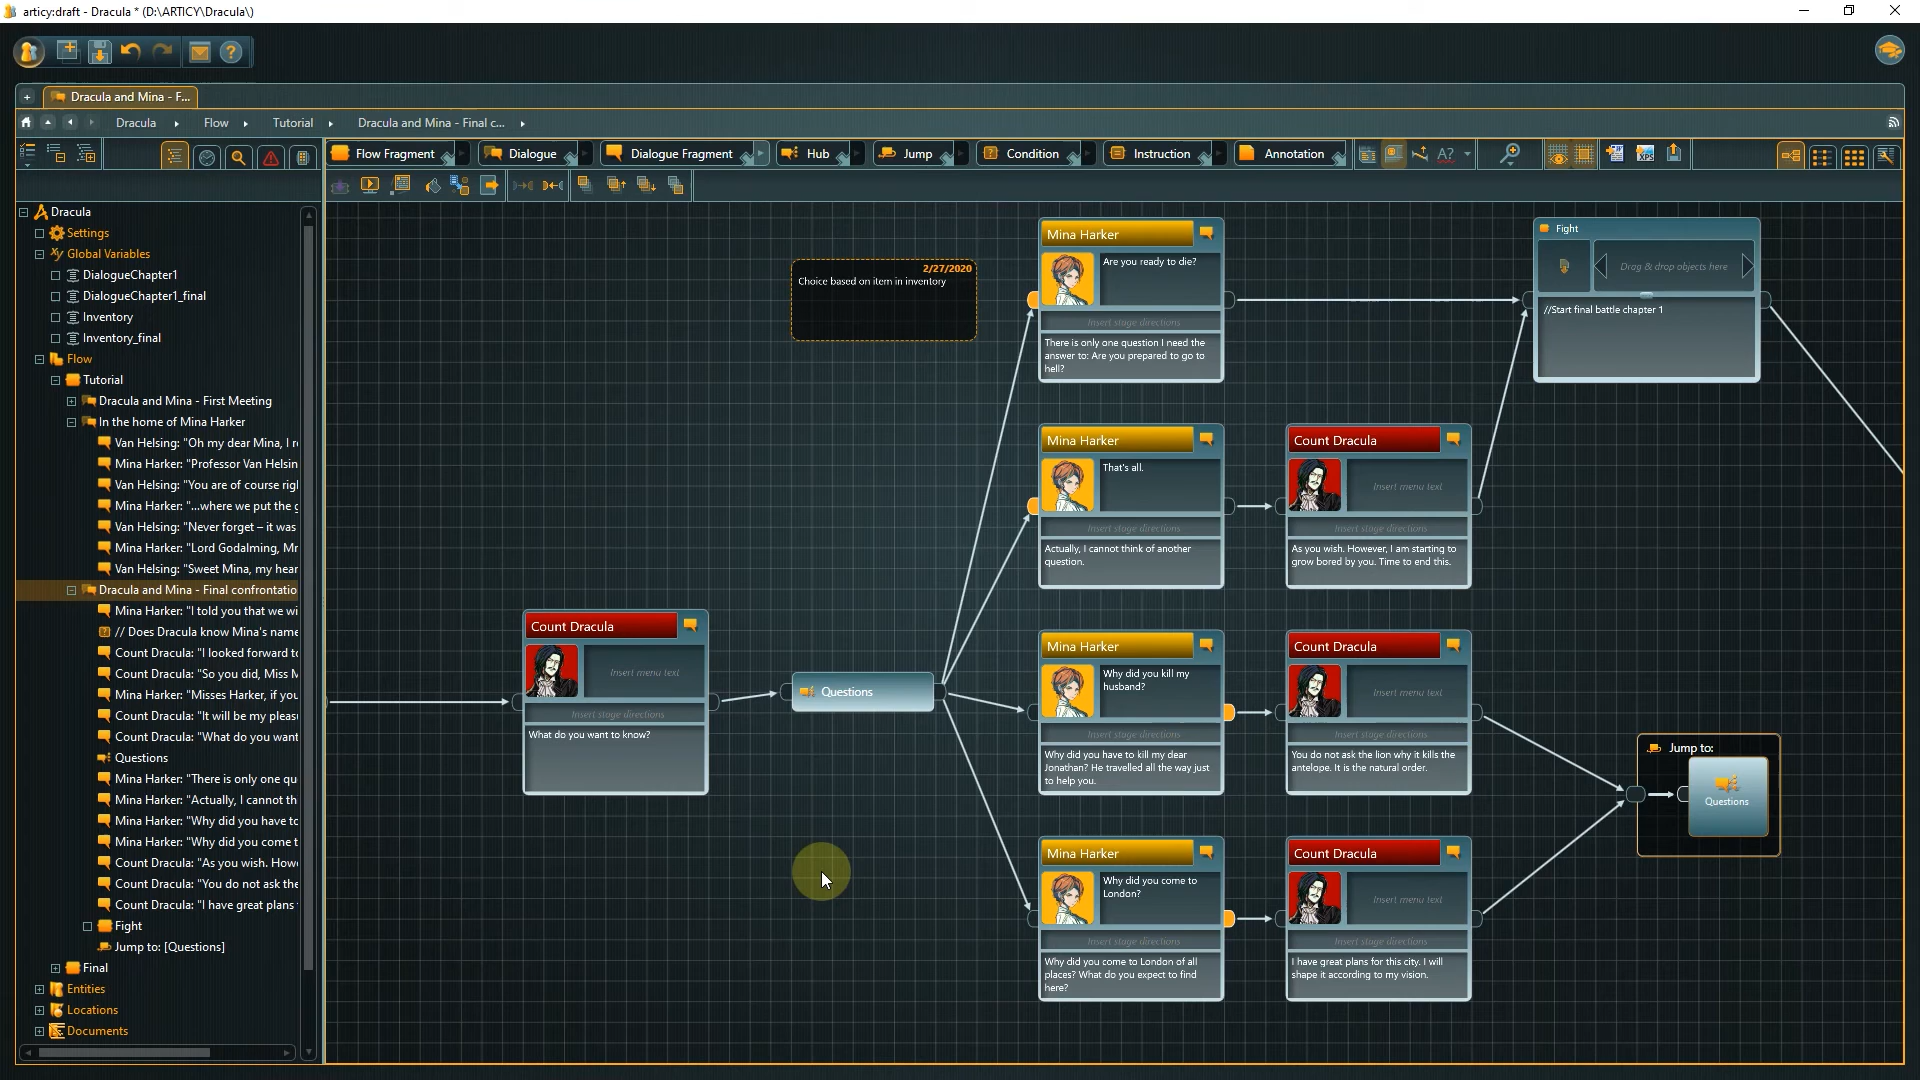 articy:draft - Dracula * (D:\ARTICY\Dracula\)
Dracula and Mina - F...
Dracula
Flow
Tutorial
Dracula and Mina - Final c...
Flow Fragment
Dialogue
Dialogue Fragment
Hub
Jump
Condition
Instruction
Annotation
Dracula
Settings
Global Variables
DialogueChapter1
DialogueChapter1_final
Inventory
Inventory_final
Flow
Tutorial
Dracula and Mina - First Meeting
In the home of Mina Harker
Van Helsing: "Oh my dear Mina, I r
Mina Harker: "Professor Van Helsin
Van Helsing: "You are of course rig
Mina Harker: "...where we put the g
Van Helsing: "Never forget – it was
Mina Harker: "Lord Godalming, Mr
Van Helsing: "Sweet Mina, my hear
Dracula and Mina - Final confrontatio
Mina Harker: "I told you that we wi
// Does Dracula know Mina's name
Count Dracula: "I looked forward to
Count Dracula: "So you did, Miss M
Mina Harker: "Misses Harker, if you
Count Dracula: "It will be my pleas
Count Dracula: "What do you want
Questions
Mina Harker: "There is only one qu
Mina Harker: "Actually, I cannot th
Mina Harker: "Why did you have to
Mina Harker: "Why did you come t
Count Dracula: "As you wish. Howe
Count Dracula: "You do not ask the
Count Dracula: "I have great plans
Fight
Jump to: [Questions]
Final
Entities
Locations
Documents
2/27/2020
Choice based on item in inventory
Count Dracula
Insert menu text
Insert stage directions
What do you want to know?
Questions
Mina Harker
Are you ready to die?
Insert stage directions
There is only one question I need the
answer to: Are you prepared to go to
hell?
Fight
Drag & drop objects here
//Start final battle chapter 1
Mina Harker
That's all.
Insert stage directions
Actually, I cannot think of another
question.
Count Dracula
Insert menu text
Insert stage directions
As you wish. However, I am starting to
grow bored by you. Time to end this.
Mina Harker
Why did you kill my
husband?
Insert stage directions
Why did you have to kill my dear
Jonathan? He travelled all the way just
to help you.
Count Dracula
Insert menu text
Insert stage directions
You do not ask the lion why it kills the
antelope. It is the natural order.
Jump to:
Questions
Mina Harker
Why did you come to
London?
Insert stage directions
Why did you come to London of all
places? What do you expect to find
here?
Count Dracula
Insert menu text
Insert stage directions
I have great plans for this city. I will
shape it according to my vision.